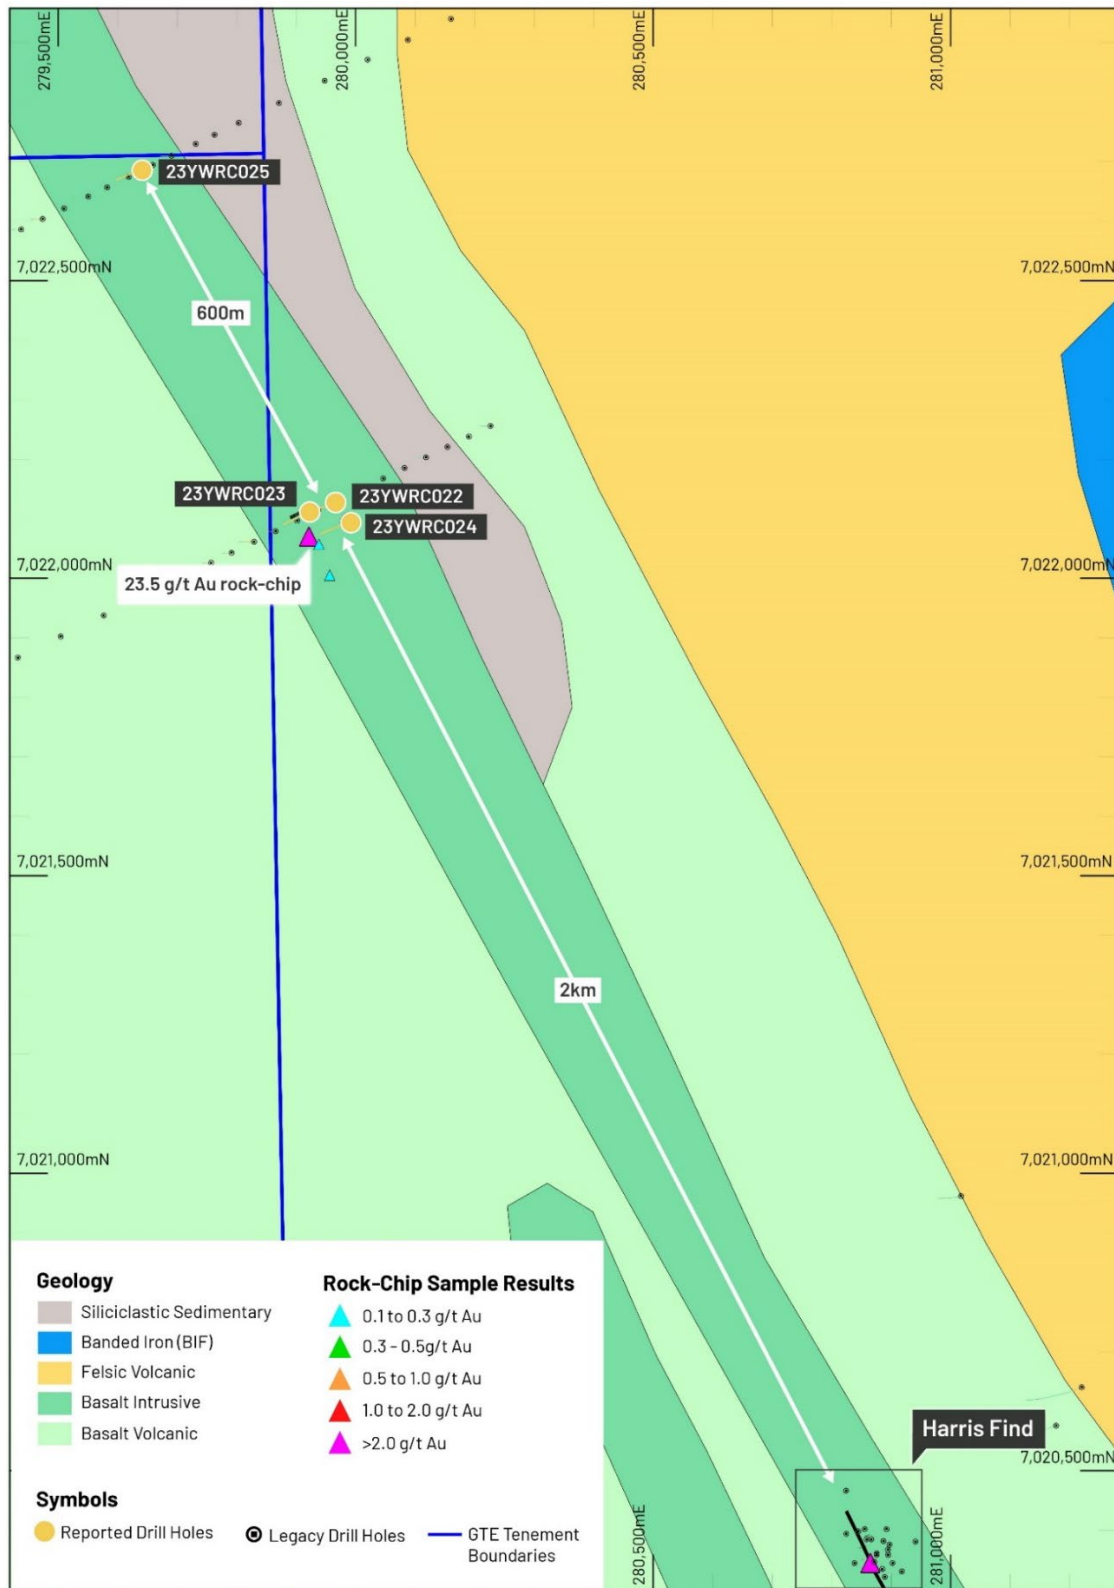 279,500mE
280,000mE
280,500mE
281,000mE
23YWRC025
7,022,500mN
7,022,500mN
600m
23YWRC023
23YWRC022
23YWRC024
7,022,000mN
7,022,000mN
23.5 g/t Au rock-chip
7,021,500mN
7,021,500mN
2km
7,021,000mN
7,021,000mN
Geology
Siliciclastic Sedimentary
Banded Iron (BIF)
Felsic Volcanic
Basalt Intrusive
Basalt Volcanic
Rock-Chip Sample Results
0.1 to 0.3 g/t Au
0.3 - 0.5g/t Au
0.5 to 1.0 g/t Au
1.0 to 2.0 g/t Au
>2.0 g/t Au
Symbols
Reported Drill Holes
Legacy Drill Holes
GTE Tenement
Boundaries
Harris Find
7,020,500mN
280,500mE
281,000mE